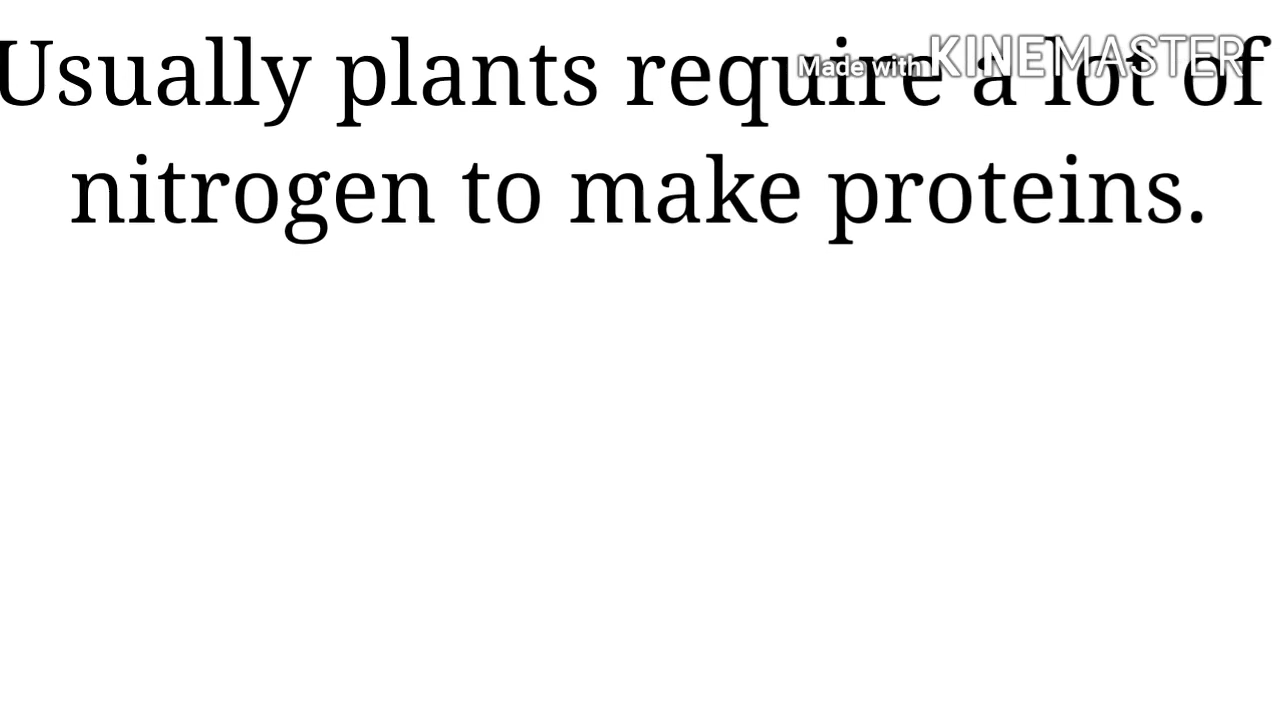 Usually plants require a lot of
Made with KINEMASTER
nitrogen to make proteins.